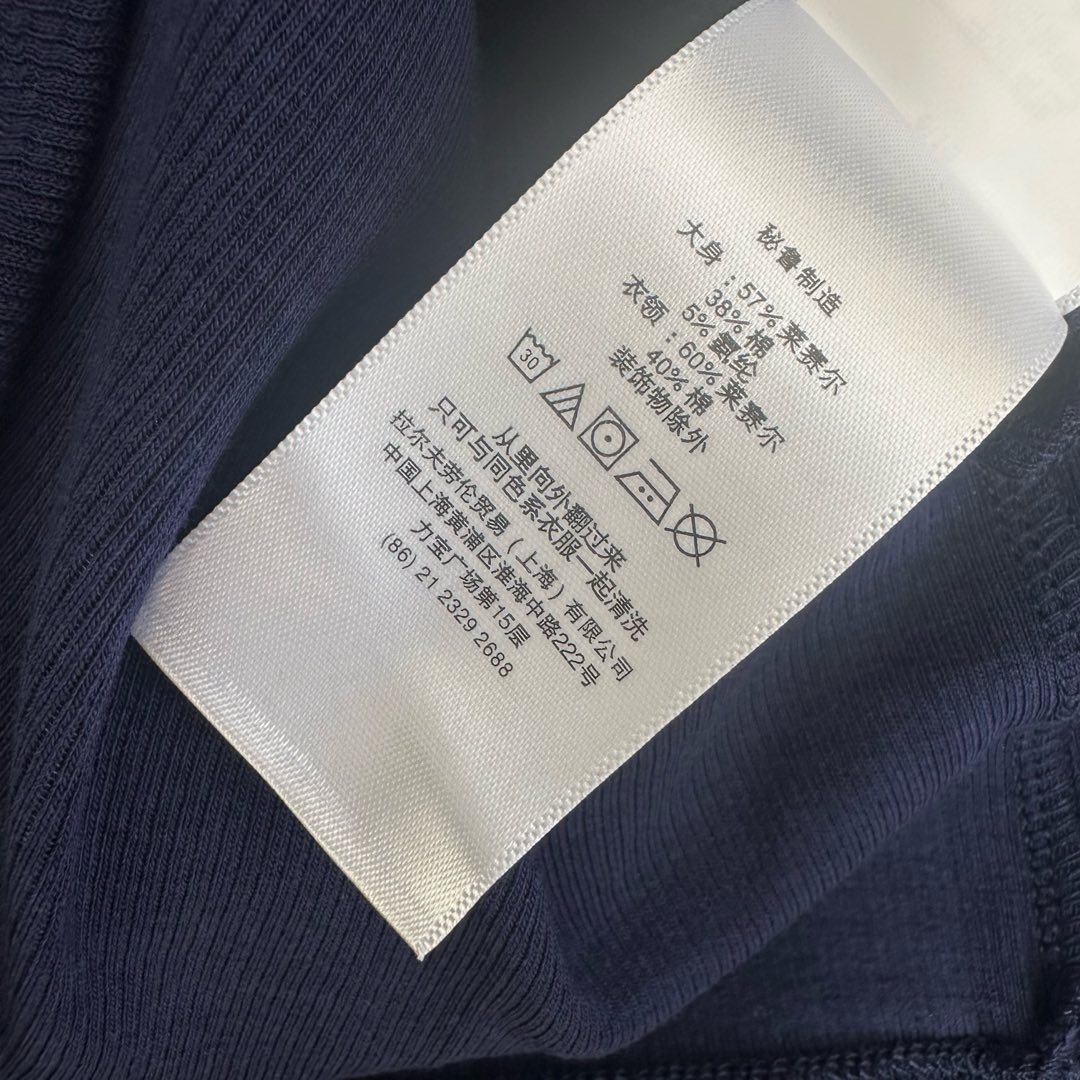 秘鲁制造
大身：57% 莱赛尔
38% 棉
5% 氨纶
衣领：60% 莱赛尔
40% 棉
装饰物除外
30
从里向外翻过来
只可与同色系衣服一起清洗
拉尔夫劳伦贸易（上海）有限公司
中国上海黄浦区淮海中路222号
力宝广场第15层
(86) 21 2329 2688